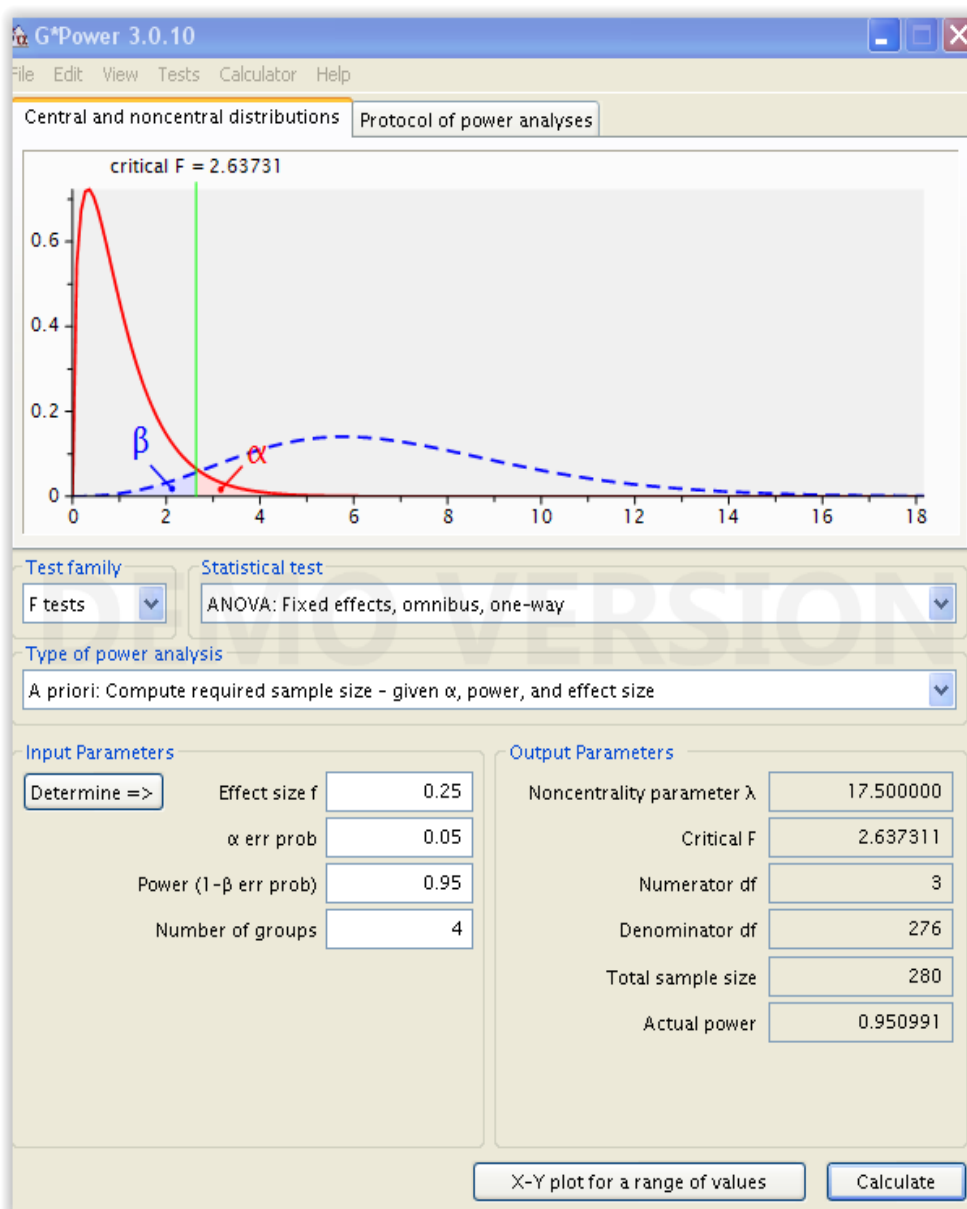 G*Power 3.0.10
File Edit View Tests Calculator Help
Central and noncentral distributions Protocol of power analyses
critical F = 2.63731
0.6
0.4
0.2
0
β
α
0 2 4 6 8 10 12 14 16 18
Test family Statistical test
F tests ANOVA: Fixed effects, omnibus, one-way
DEMO VERSION
Type of power analysis
A priori: Compute required sample size - given α, power, and effect size
Input Parameters Output Parameters
Determine => Effect size f 0.25 Noncentrality parameter λ 17.500000
α err prob 0.05 Critical F 2.637311
Power (1-β err prob) 0.95 Numerator df 3
Number of groups 4 Denominator df 276
Total sample size 280
Actual power 0.950991
X-Y plot for a range of values Calculate